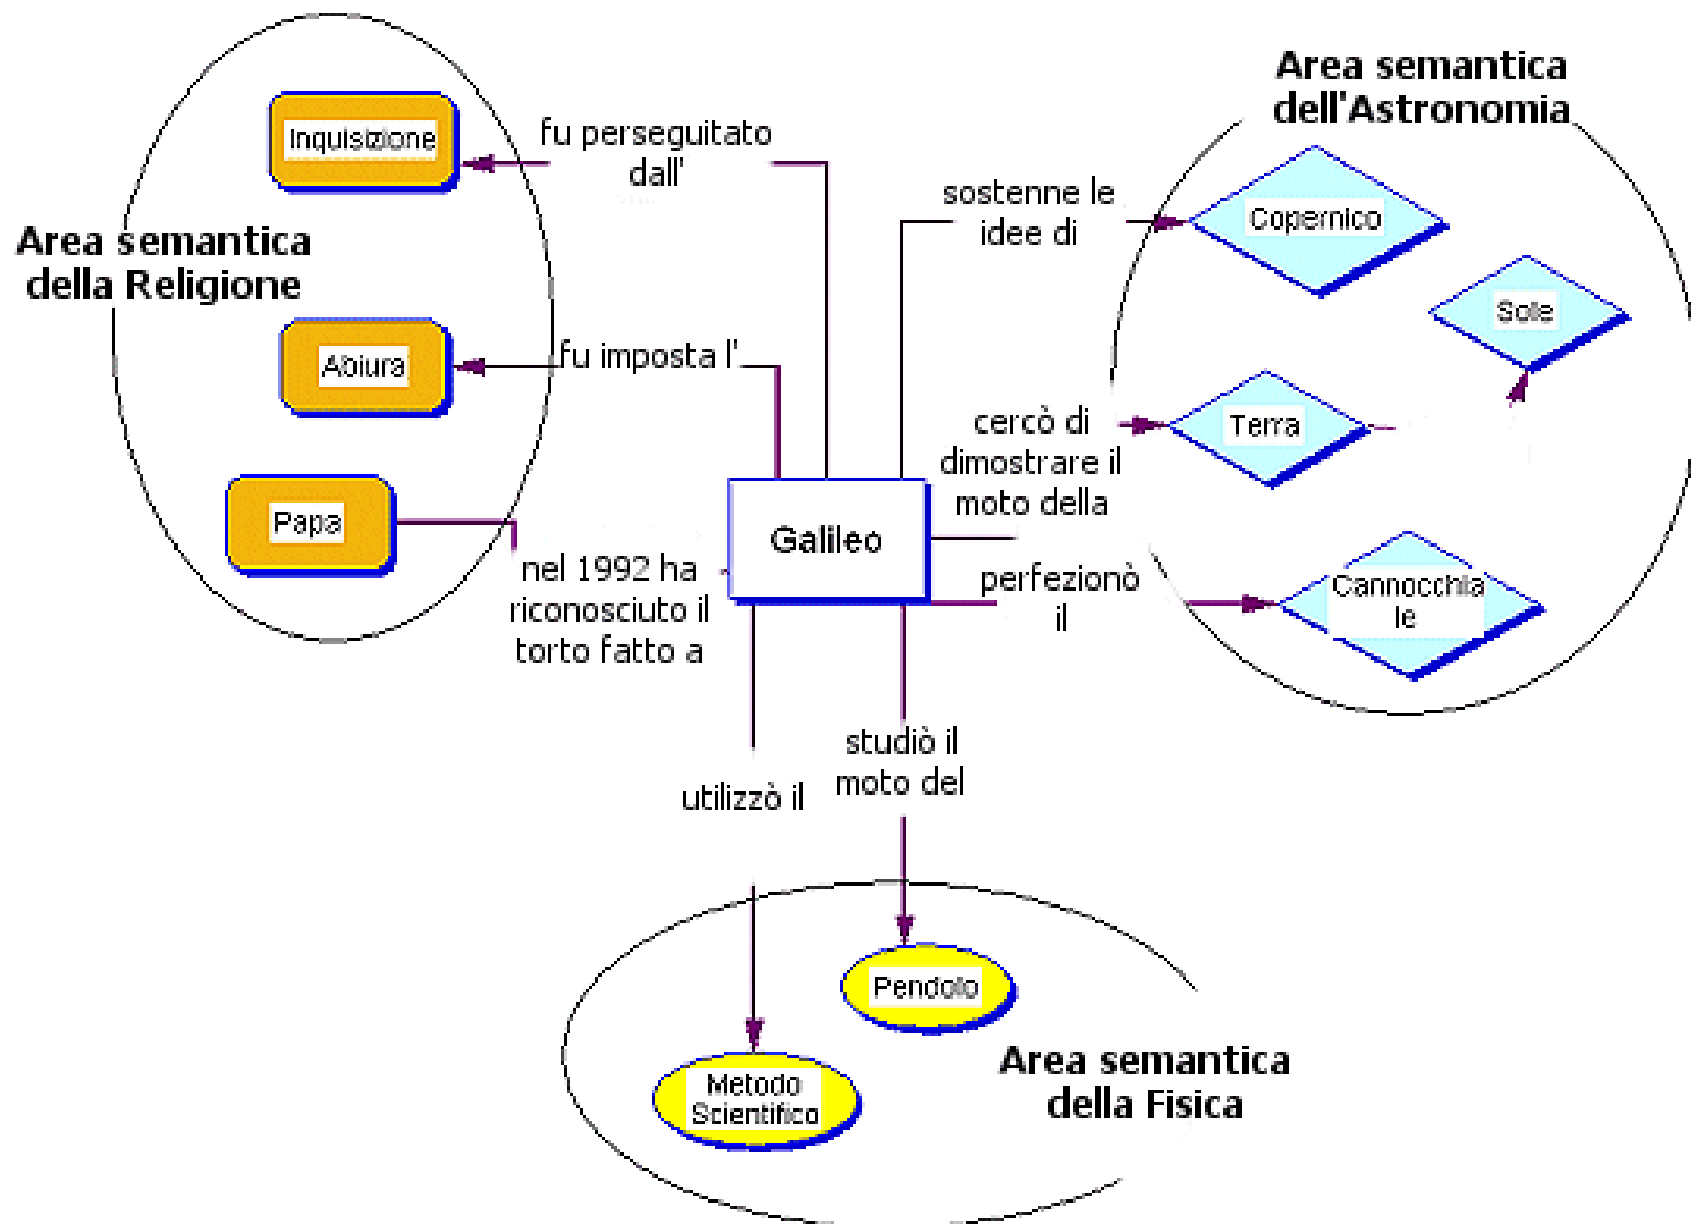 Area semantica
dell'Astronomia
Inquisizione
fu perseguitato
dall'
sostenne le
idee di
Copernico
Area semantica
della Religione
Sole
Abiura
fu imposta l'
cercò di
dimostrare il
moto della
Terra
Papa
nel 1992 ha
riconosciuto il
torto fatto a
Galileo
perfezionò
il
Cannocchia
le
utilizzò il
studiò il
moto del
Pendolo
Metodo
Scientifico
Area semantica
della Fisica